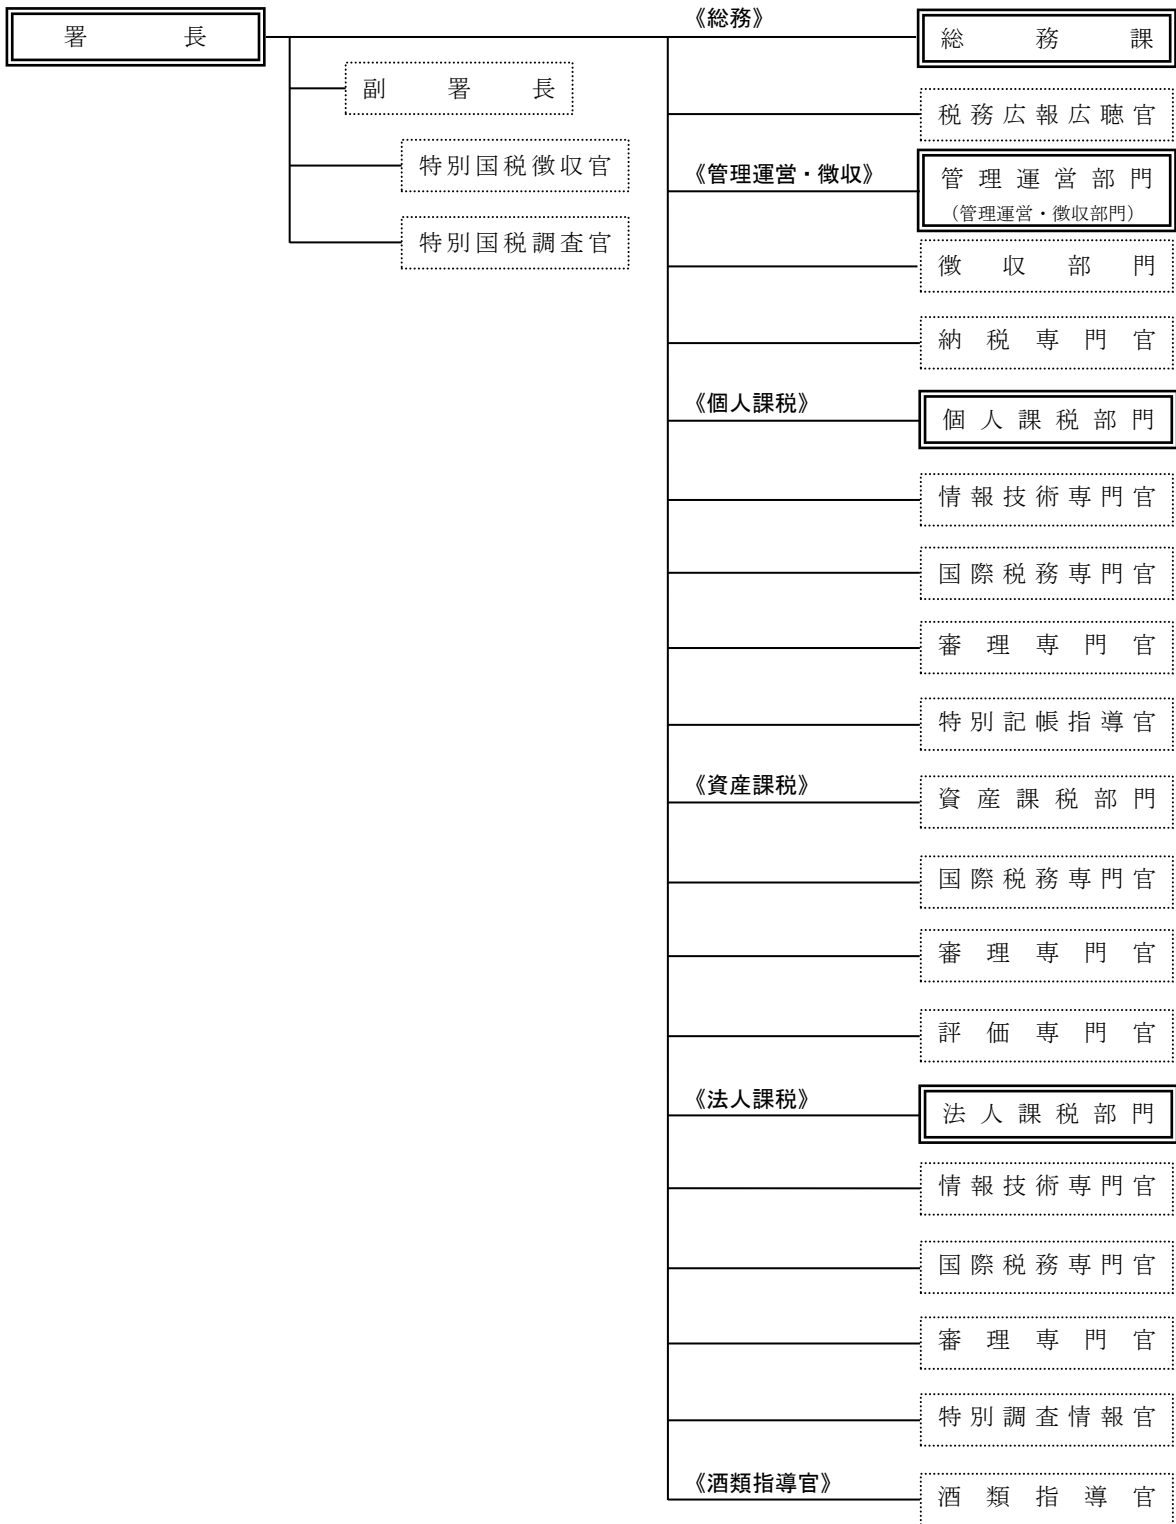 署長
副署長
特別国税徴収官
特別国税調査官
《総務》
総務課
税務広報広聴官
《管理運営・徴収》
管理運営部門
（管理運営・徴収部門）
徴収部門
納税専門官
《個人課税》
個人課税部門
情報技術専門官
国際税務専門官
審理専門官
特別記帳指導官
《資産課税》
資産課税部門
国際税務専門官
審理専門官
評価専門官
《法人課税》
法人課税部門
情報技術専門官
国際税務専門官
審理専門官
特別調査情報官
《酒類指導官》
酒類指導官